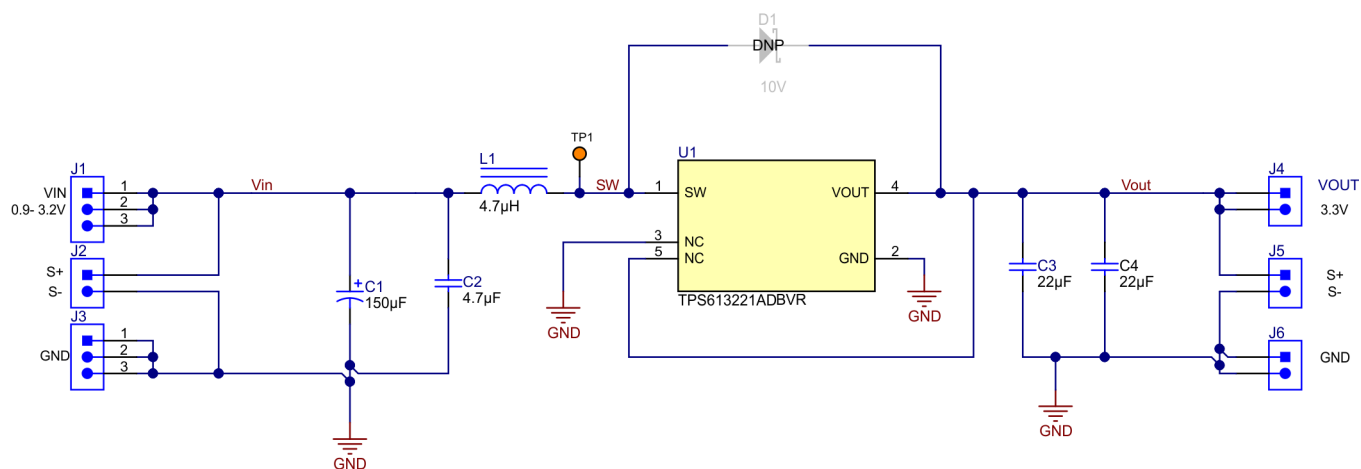 D1
DNP
10V
TP1
J1
VIN
0.9- 3.2V
1
2
3
Vin
L1
4.7µH
SW
U1
1
SW
VOUT
4
3
NC
5
NC
GND
2
TPS613221ADBVR
GND
GND
Vout
J4
VOUT
3.3V
J2
S+
S-
C1
+
150µF
C2
4.7µF
C3
22µF
C4
22µF
J5
S+
S-
J3
GND
1
2
3
J6
GND
GND
GND